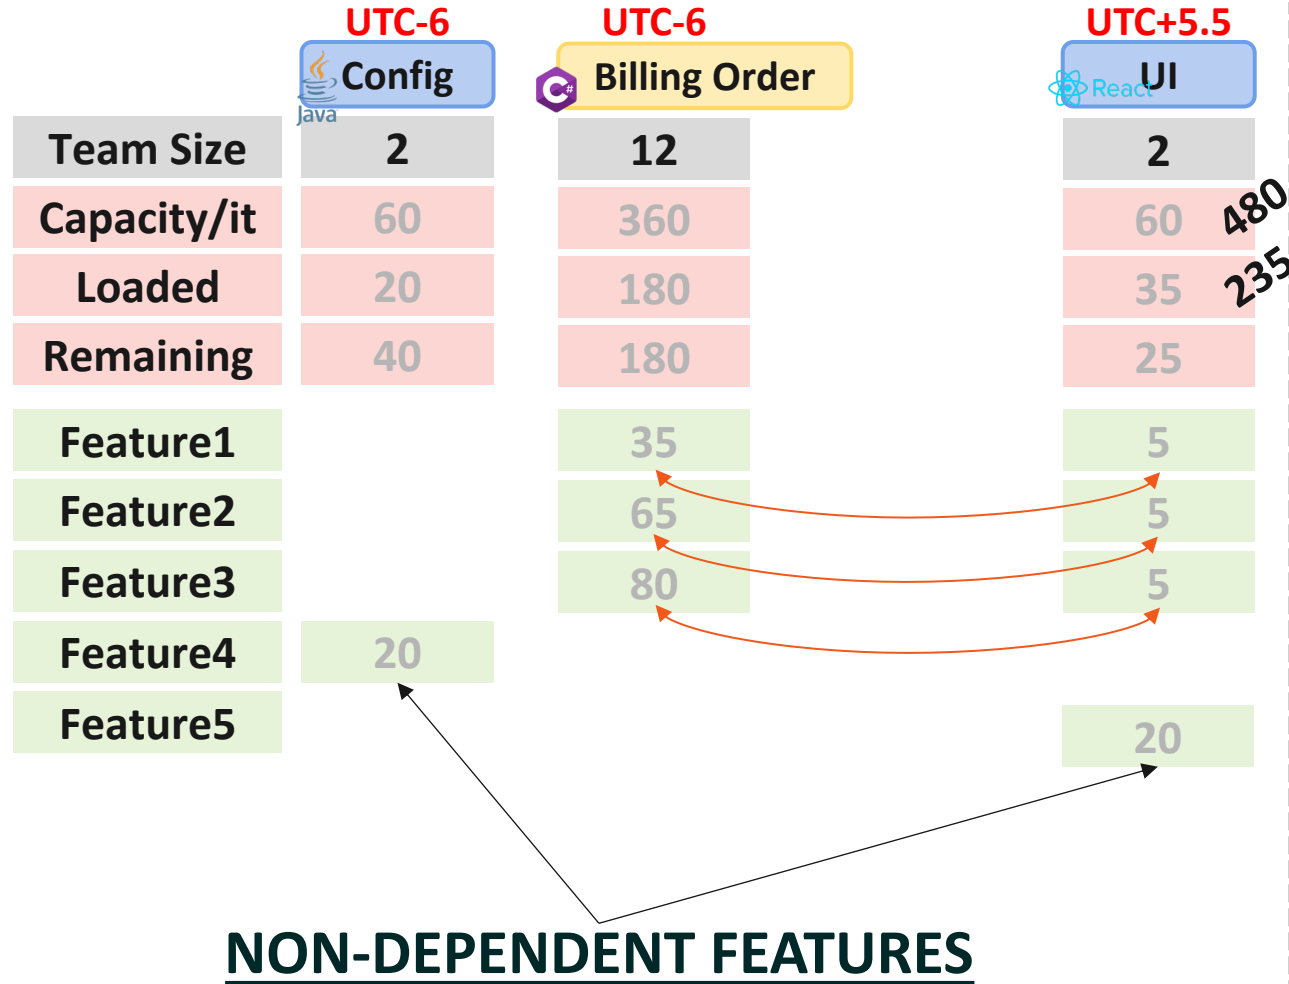 UTC-6 UTC-6 UTC+5.5
Java Config C# Billing Order React UI
Team Size 2 12 2
Capacity/it 60 360 60 480
Loaded 20 180 35 235
Remaining 40 180 25
Feature1 35 5
Feature2 65 5
Feature3 80 5
Feature4 20
Feature5 20
NON-DEPENDENT FEATURES